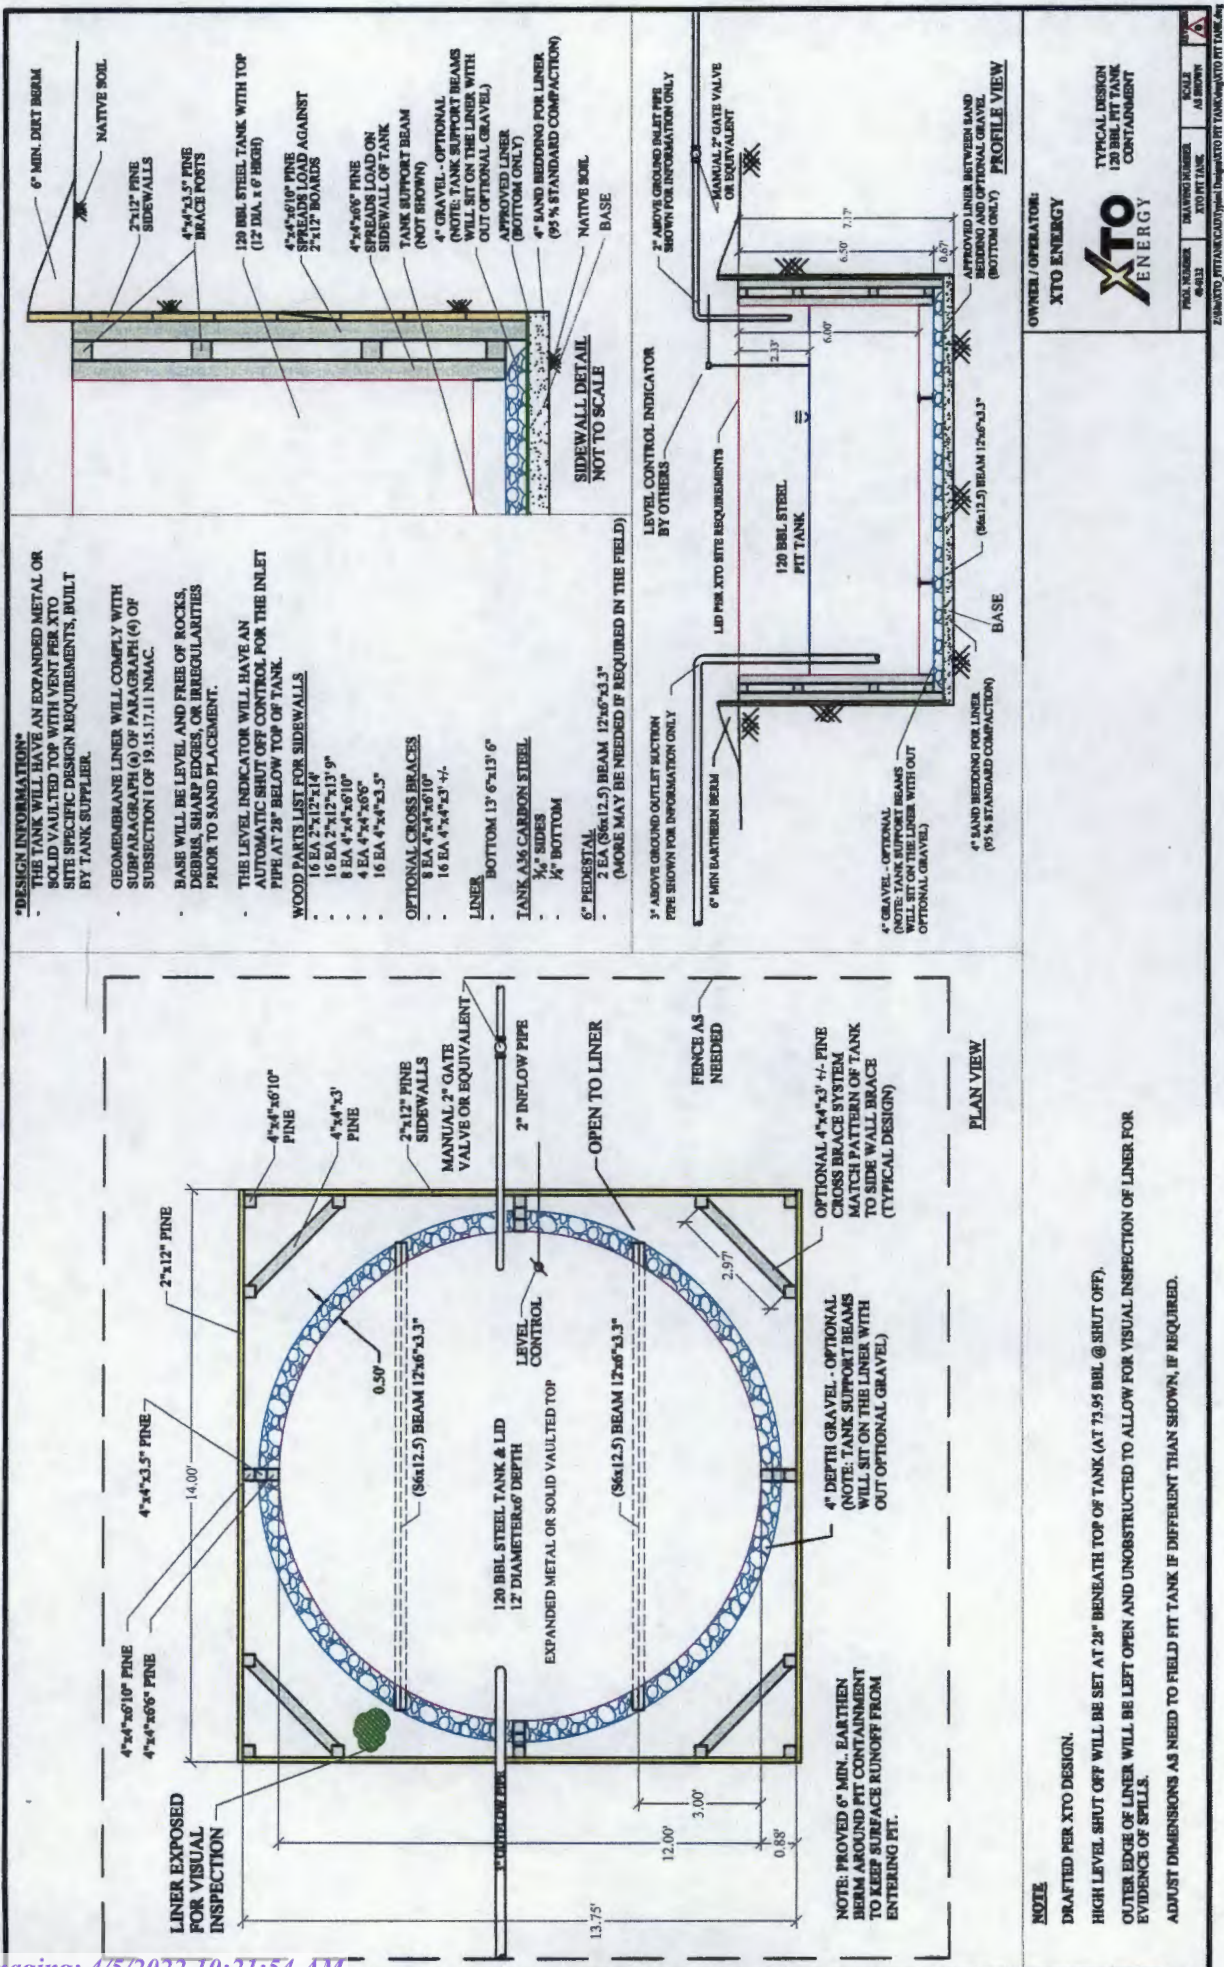 *DESIGN INFORMATION*
- THE TANK WILL HAVE AN EXPANDED METAL OR
SOLID VAULTED TOP WITH VENT PER XTO
SITE SPECIFIC DESIGN REQUIREMENTS, BUILT
BY TANK SUPPLIER.
- GEOMEMBRANE LINER WILL COMPLY WITH
SUBPARAGRAPH (a) OF PARAGRAPH (4) OF
SUBSECTION I OF 19.15.17.11 NMAC.
- BASE WILL BE LEVEL AND FREE OF ROCKS,
DEBRIS, SHARP EDGES, OR IRREGULARITIES
PRIOR TO SAND PLACEMENT.
- THE LEVEL INDICATOR WILL HAVE AN
AUTOMATIC SHUT OFF CONTROL FOR THE INLET
PIPE AT 28" BELOW TOP OF TANK.
WOOD PARTS LIST FOR SIDEWALLS
- 16 EA 2"x12"x14'
- 16 EA 2"x12"x13' 9"
- 8 EA 4"x4"x6'10"
- 4 EA 4"x4"x6'6"
- 16 EA 4"x4"x3.5"
OPTIONAL CROSS BRACES
- 8 EA 4"x4"x6'10"
- 16 EA 4"x4"x3' +/-
LINER
- BOTTOM 13' 6"x13' 6"
TANK A36 CARBON STEEL
- 3/16" SIDES
- 1/4" BOTTOM
6" PEDESTAL
- 2 EA (S6x12.5) BEAM 12'x6"x3.3"
(MORE MAY BE NEEDED IF REQUIRED IN THE FIELD)
6" MIN. DIRT BERM
NATIVE SOIL
2"x12" PINE
SIDEWALLS
4"x4"x3.5" PINE
BRACE POSTS
120 BBL STEEL TANK WITH TOP
(12' DIA. 6' HIGH)
4"x4"x6'10" PINE
SPREADS LOAD AGAINST
2"x12" BOARDS
4"x4"x6'6" PINE
SPREADS LOAD ON
SIDEWALL OF TANK
TANK SUPPORT BEAM
(NOT SHOWN)
4" GRAVEL - OPTIONAL
(NOTE: TANK SUPPORT BEAMS
WILL SIT ON THE LINER WITH
OUT OPTIONAL GRAVEL)
APPROVED LINER
(BOTTOM ONLY)
4" SAND BEDDING FOR LINER
(95 % STANDARD COMPACTION)
NATIVE SOIL
BASE
SIDEWALL DETAIL
NOT TO SCALE
LINER EXPOSED
FOR VISUAL
INSPECTION
4"x4"x6'10" PINE
4"x4"x6'6" PINE
4"x4"x3.5" PINE
2"x12" PINE
14.00'
4"x4"x6'10"
PINE
4"x4"x3'
PINE
2"x12" PINE
SIDEWALLS
MANUAL 2" GATE
VALVE OR EQUIVALENT
2" INFLOW PIPE
OPEN TO LINER
FENCE AS
NEEDED
0.50'
(S6x12.5) BEAM 12'x6"x3.3"
120 BBL STEEL TANK & LID
12' DIAMETERx6' DEPTH
EXPANDED METAL OR SOLID VAULTED TOP
LEVEL
CONTROL
(S6x12.5) BEAM 12'x6"x3.3"
2.97'
13.75'
12.00'
3.00'
0.88'
OPTIONAL 4"x4"x3' +/- PINE
CROSS BRACE SYSTEM
MATCH PATTERN OF TANK
TO SIDE WALL BRACE
(TYPICAL DESIGN)
4" DEPTH GRAVEL - OPTIONAL
(NOTE: TANK SUPPORT BEAMS
WILL SIT ON THE LINER WITH
OUT OPTIONAL GRAVEL)
NOTE: PROVED 6" MIN.. EARTHEN
BERM AROUND PIT CONTAINMENT
TO KEEP SURFACE RUNOFF FROM
ENTERING PIT.
PLAN VIEW
3" ABOVE GROUND OUTLET SUCTION
PIPE SHOWN FOR INFORMATION ONLY
6" MIN EARTHERN BERM
LEVEL CONTROL INDICATOR
BY OTHERS
LID PER XTO SITE REQUIREMENTS
2" ABOVE GROUND INLET PIPE
SHOWN FOR INFORMATION ONLY
MANUAL 2" GATE VALVE
OR EQUIVALENT
120 BBL STEEL
PIT TANK
2.33'
6.00'
6.50'
0.67'
7.17'
4" GRAVEL - OPTIONAL
(NOTE: TANK SUPPORT BEAMS
WILL SIT ON THE LINER WITH OUT
OPTIONAL GRAVEL)
4" SAND BEDDING FOR LINER
(95 % STANDARD COMPACTION)
BASE
(S6x12.5) BEAM 12'x6"x3.3"
APPROVED LINER BETWEEN SAND
BEDDING AND OPTIONAL GRAVEL
(BOTTOM ONLY)
PROFILE VIEW
NOTE
DRAFTED PER XTO DESIGN.
HIGH LEVEL SHUT OFF WILL BE SET AT 28" BENEATH TOP OF TANK (AT 73.95 BBL @ SHUT OFF).
OUTER EDGE OF LINER WILL BE LEFT OPEN AND UNOBSTRUCTED TO ALLOW FOR VISUAL INSPECTION OF LINER FOR
EVIDENCE OF SPILLS.
ADJUST DIMENSIONS AS NEED TO FIELD FIT TANK IF DIFFERENT THAN SHOWN, IF REQUIRED.
OWNER / OPERATOR:
XTO ENERGY
XTO
ENERGY
TYPICAL DESIGN
120 BBL PIT TANK
CONTAINMENT
PROJ. NUMBER
DRAWING NUMBER
XTO PIT TANK
SCALE
AS SHOWN
4/5/2022 10:21:54 AM